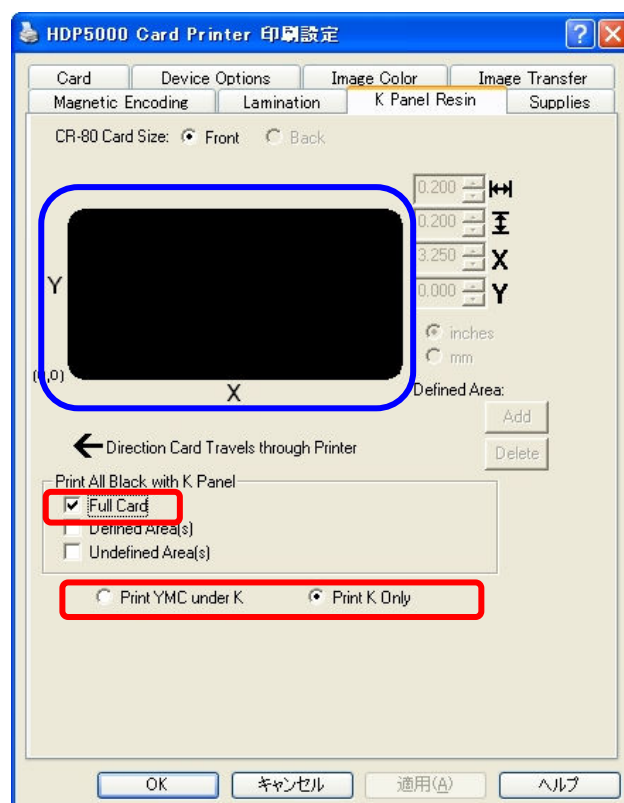 HDP5000 Card Printer 印刷設定
Card Device Options Image Color Image Transfer
Magnetic Encoding Lamination K Panel Resin Supplies
CR-80 Card Size: Front Back
0.200
0.200
3.250 X
0.000 Y
Y
inches
mm
(0,0)
X
Defined Area:
Add
Direction Card Travels through Printer
Delete
Print All Black with K Panel
Full Card
Defined Area(s)
Undefined Area(s)
Print YMC under K Print K Only
OK キャンセル 適用(A) ヘルプ